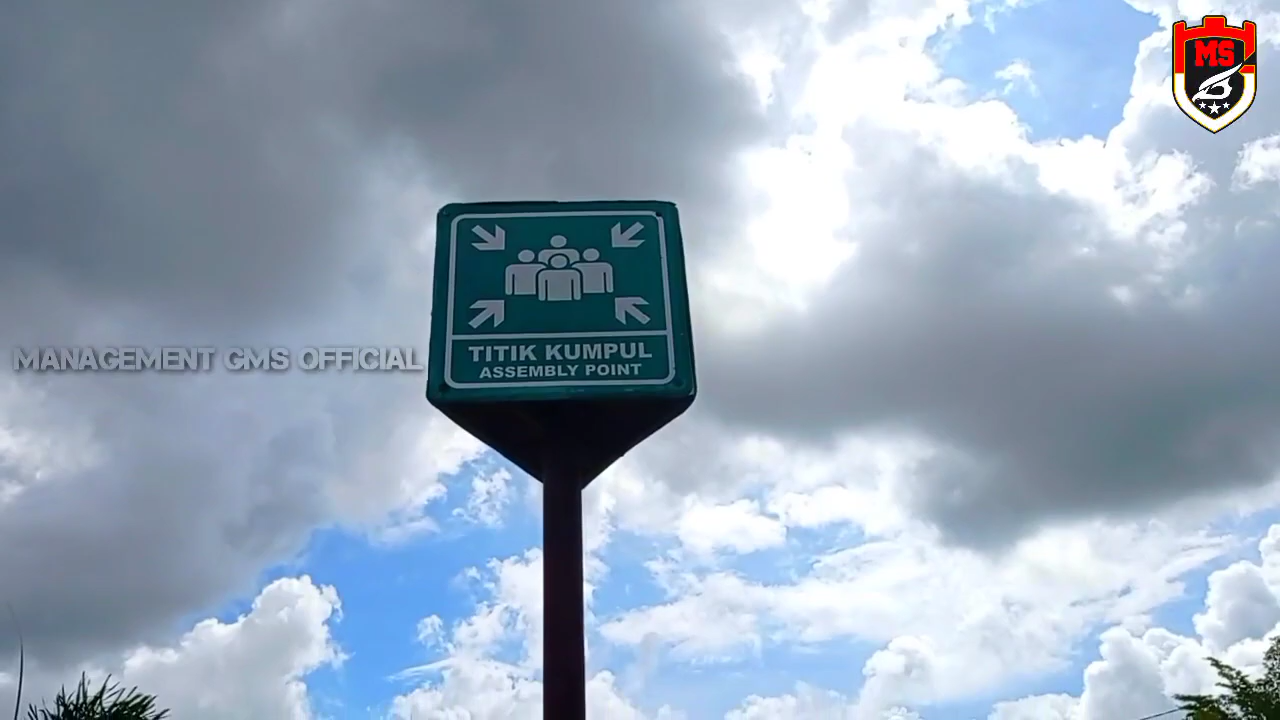 MS
MANAGEMENT GMS OFFICIAL
TITIK KUMPUL
ASSEMBLY POINT